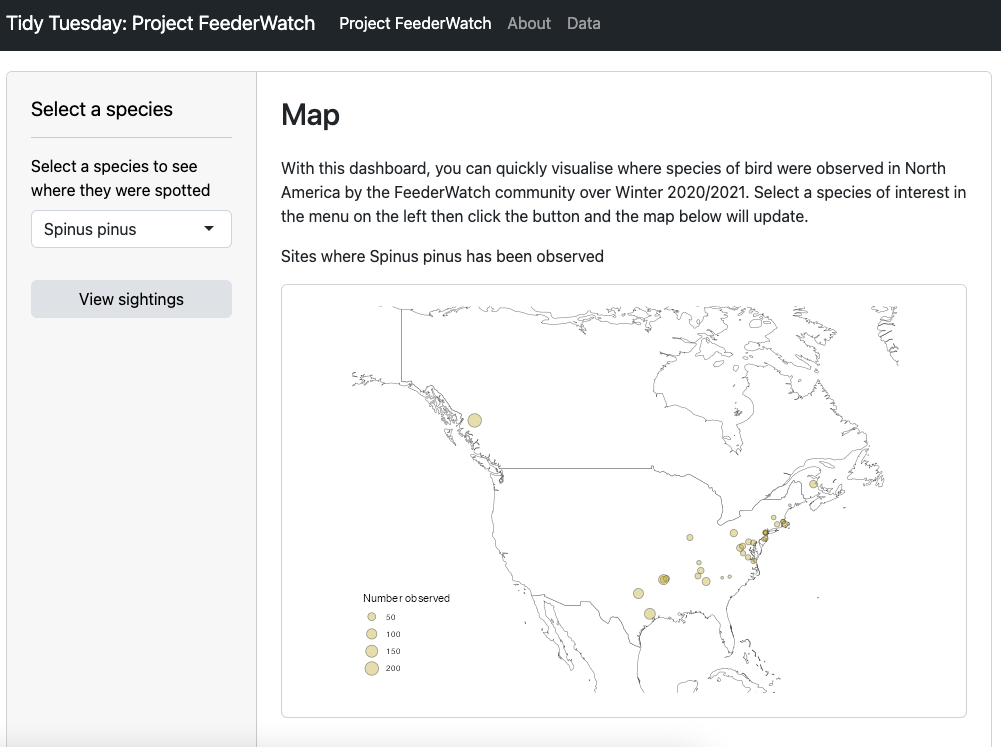 Tidy Tuesday: Project FeederWatch Project FeederWatch About Data
Select a species
Select a species to see
where they were spotted
Spinus pinus
View sightings
Map
With this dashboard, you can quickly visualise where species of bird were observed in North
America by the FeederWatch community over Winter 2020/2021. Select a species of interest in
the menu on the left then click the button and the map below will update.
Sites where Spinus pinus has been observed
Number observed
50
100
150
200